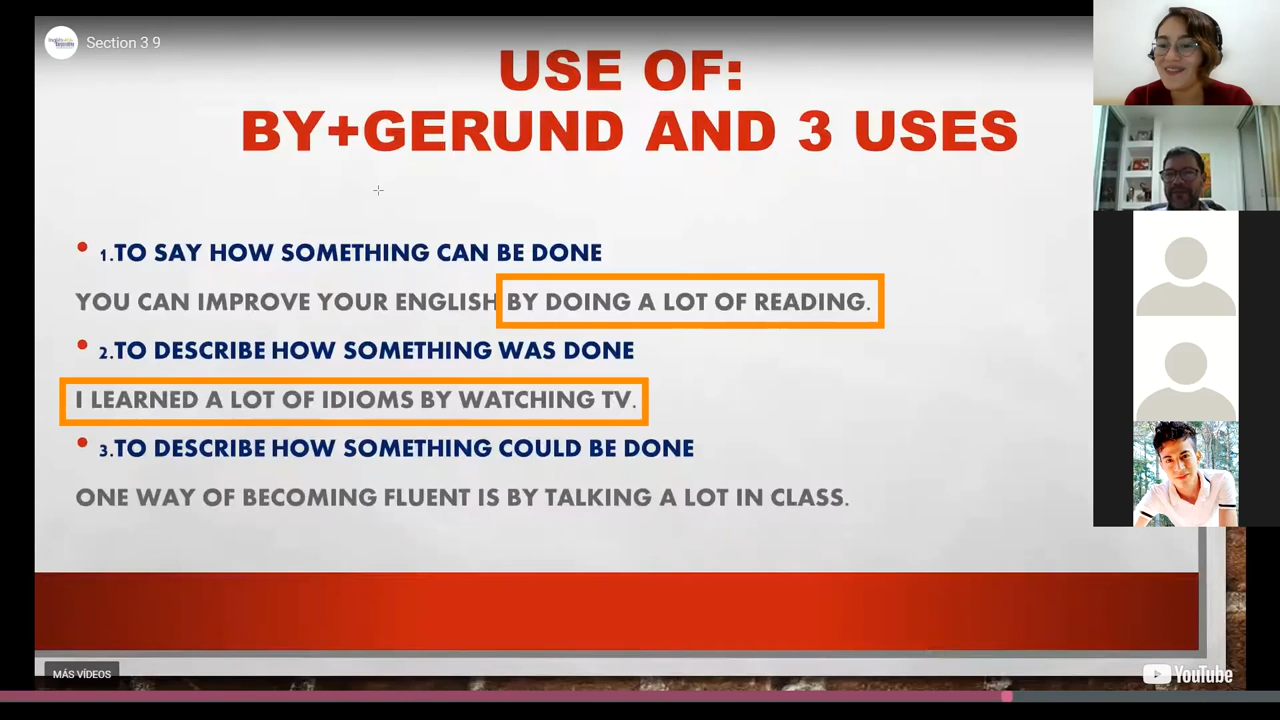 Section 3 9
USE OF:
BY+GERUND AND 3 USES
• 1.TO SAY HOW SOMETHING CAN BE DONE
YOU CAN IMPROVE YOUR ENGLISH BY DOING A LOT OF READING.
• 2.TO DESCRIBE HOW SOMETHING WAS DONE
I LEARNED A LOT OF IDIOMS BY WATCHING TV.
• 3.TO DESCRIBE HOW SOMETHING COULD BE DONE
ONE WAY OF BECOMING FLUENT IS BY TALKING A LOT IN CLASS.
MÁS VÍDEOS
YouTube